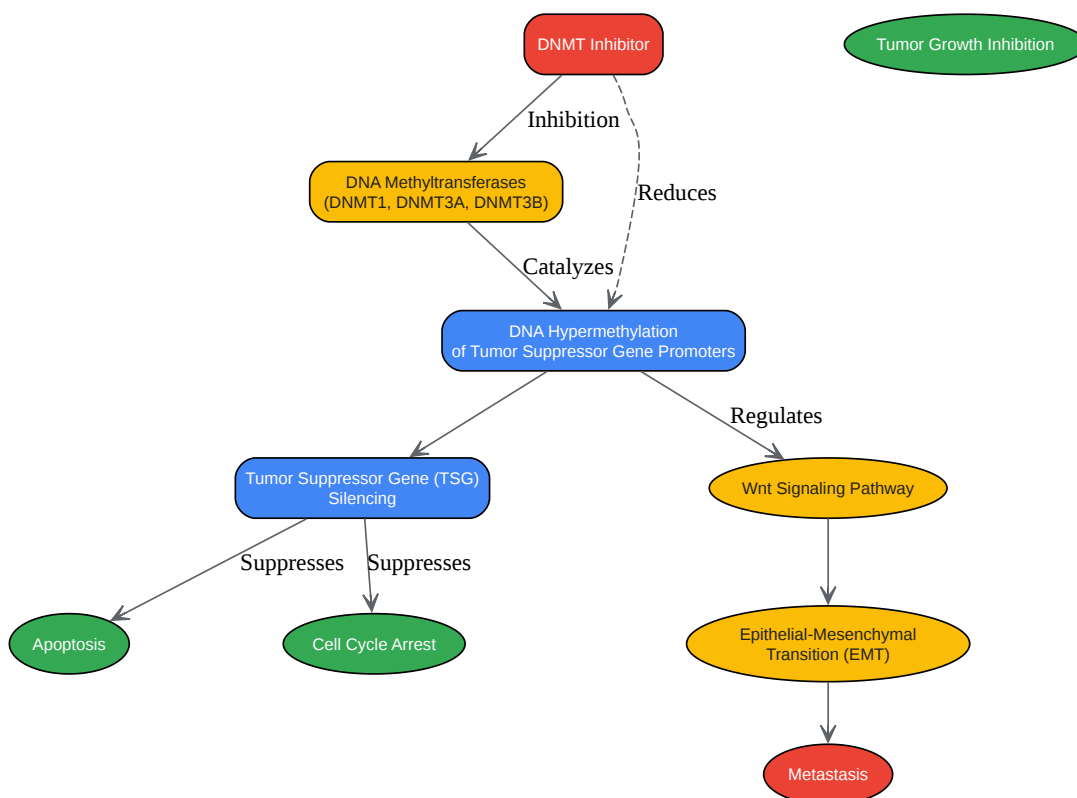 DNMT Inhibitor
Tumor Growth Inhibition
Inhibition
DNA Methyltransferases
(DNMT1, DNMT3A, DNMT3B)
Reduces
Catalyzes
DNA Hypermethylation
of Tumor Suppressor Gene Promoters
Regulates
Tumor Suppressor Gene (TSG)
Silencing
Wnt Signaling Pathway
Suppresses
Suppresses
Apoptosis
Cell Cycle Arrest
Epithelial-Mesenchymal
Transition (EMT)
Metastasis